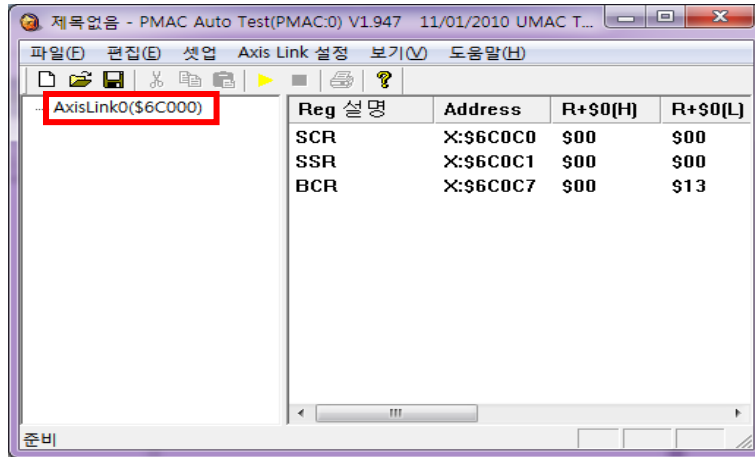 제목없음 - PMAC Auto Test(PMAC:0) V1.947 11/01/2010 UMAC T...
파일(F) 편집(E) 셋업 Axis Link 설정 보기(V) 도움말(H)
AxisLink0($6C000)
Reg 설명 Address R+$0(H) R+$0(L)
SCR X:$6C0C0 $00 $00
SSR X:$6C0C1 $00 $00
BCR X:$6C0C7 $00 $13
준비